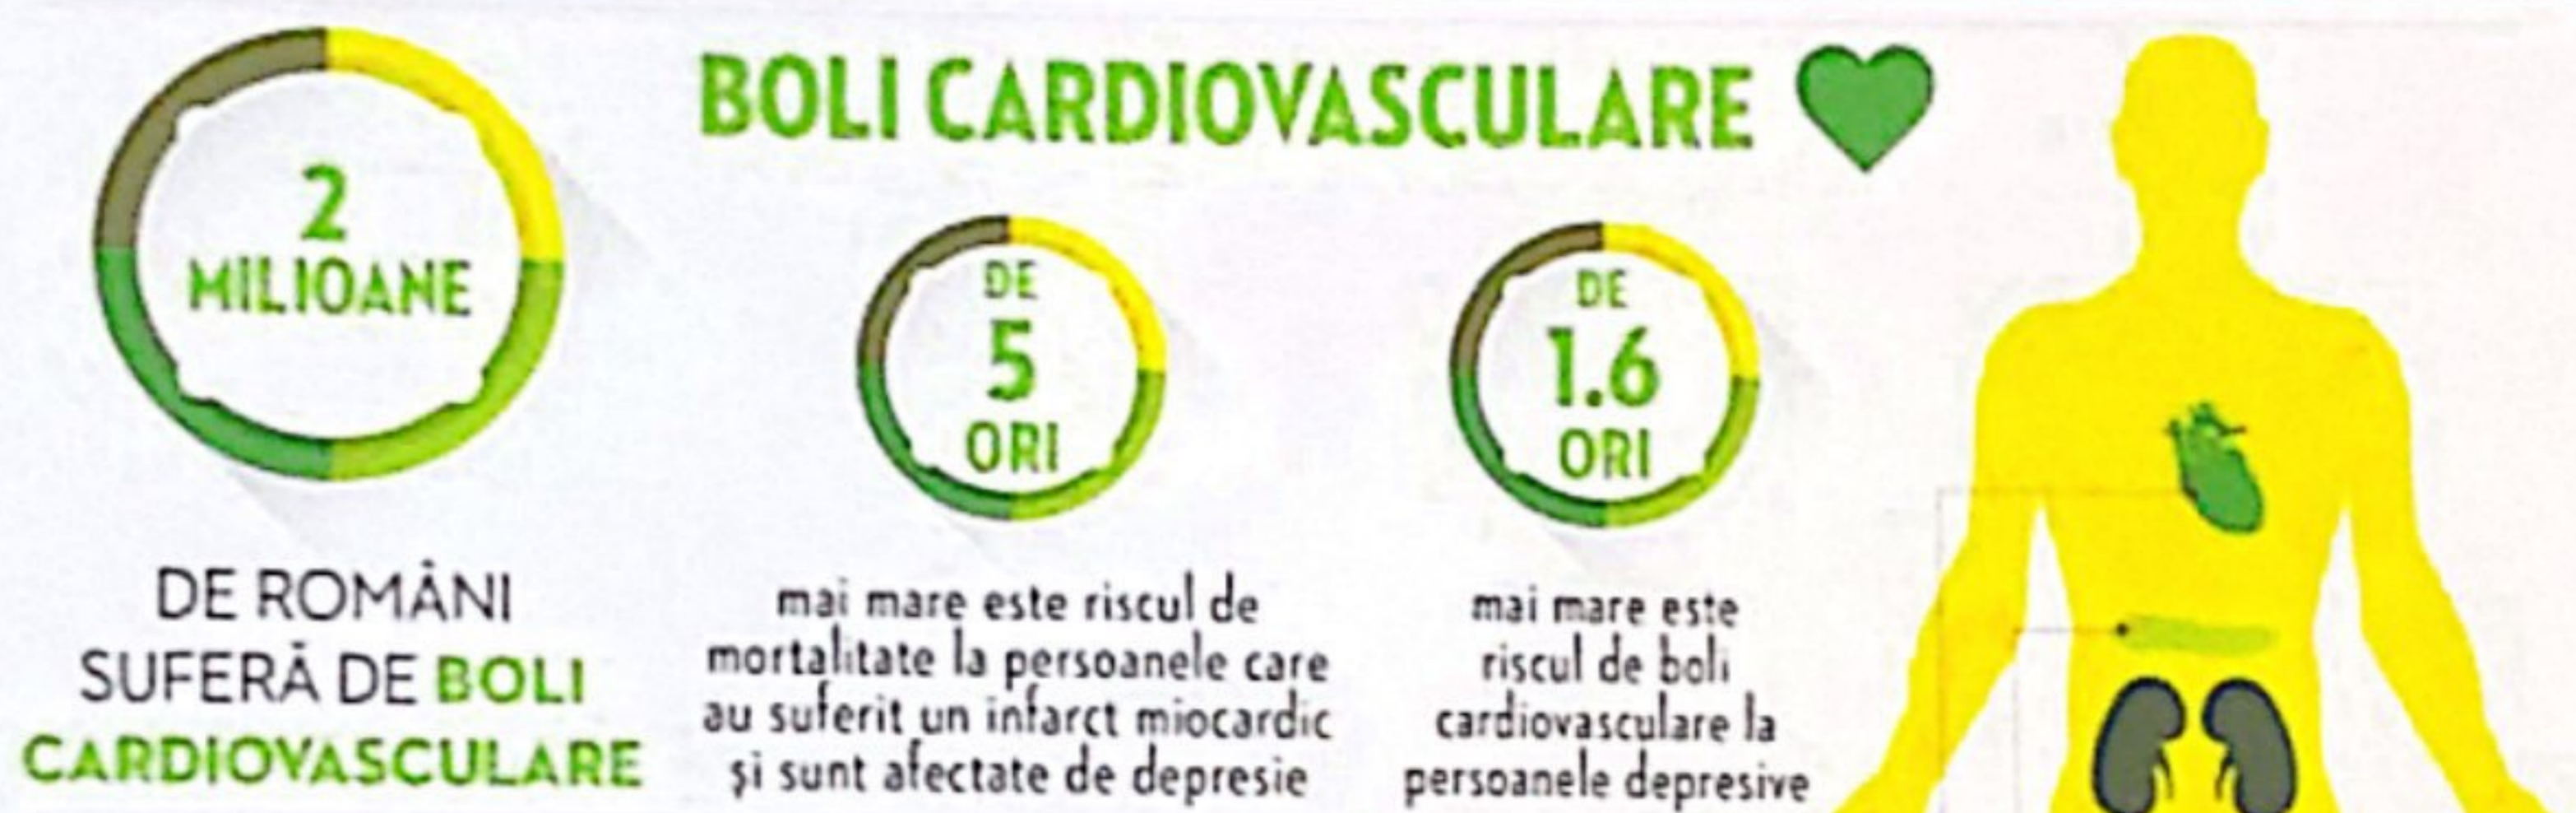 BOLI CARDIOVASCULARE
2
MILIOANE
DE ROMÂNI
SUFERĂ DE BOLI
CARDIOVASCULARE
DE
5
ORI
mai mare este riscul de
mortalitate la persoanele care
au suferit un infarct miocardic
și sunt afectate de depresie
DE
1.6
ORI
mai mare este
riscul de boli
cardiovasculare la
persoanele depresive